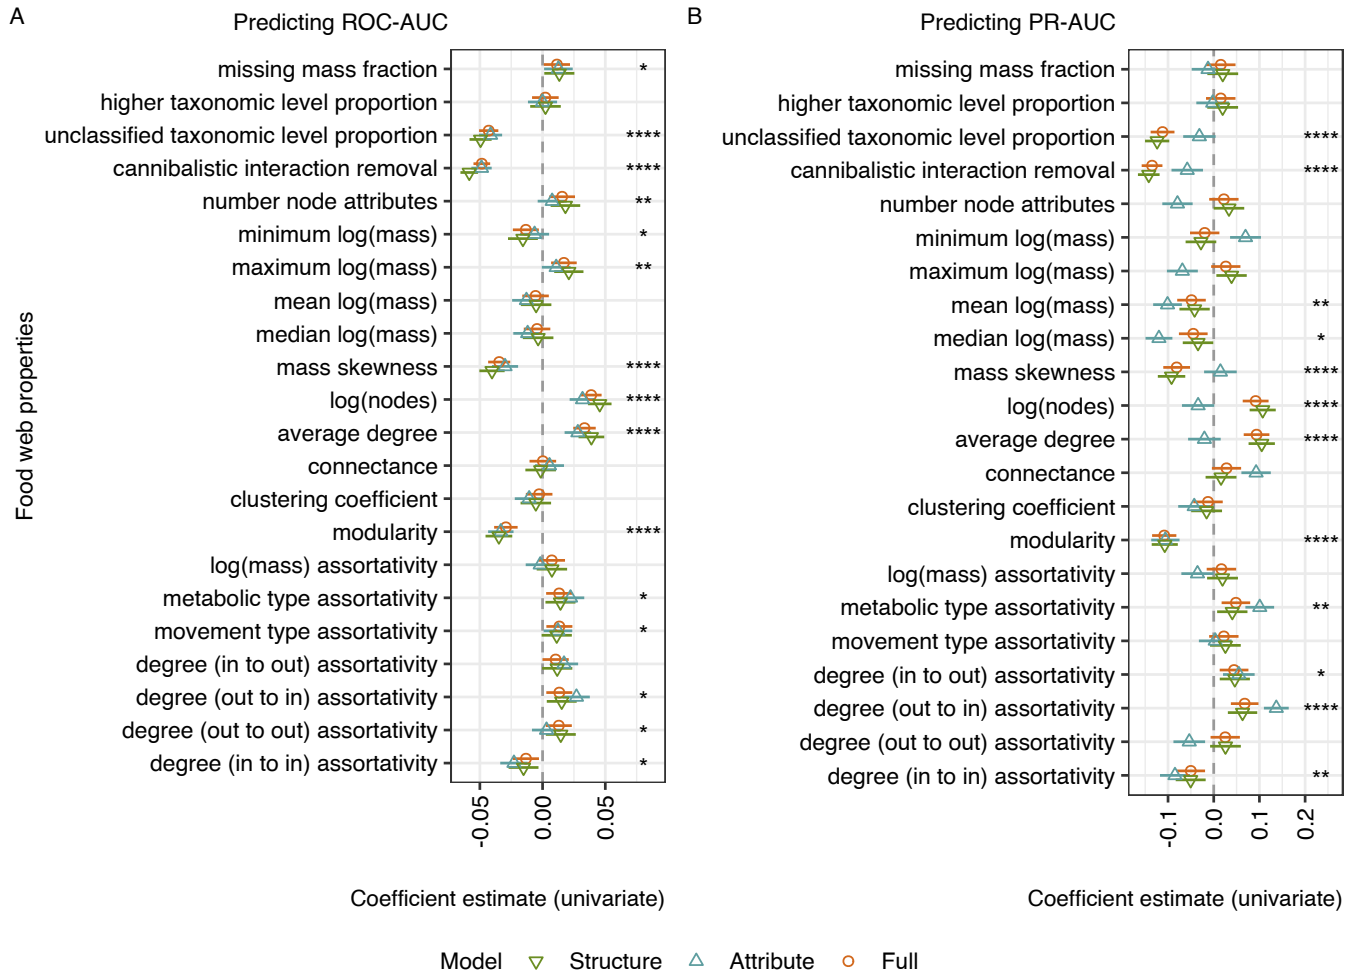 A
Predicting ROC-AUC
Food web properties
missing mass fraction *
higher taxonomic level proportion
unclassified taxonomic level proportion ****
cannibalistic interaction removal ****
number node attributes **
minimum log(mass) *
maximum log(mass) **
mean log(mass)
median log(mass)
mass skewness ****
log(nodes) ****
average degree ****
connectance
clustering coefficient
modularity ****
log(mass) assortativity
metabolic type assortativity *
movement type assortativity *
degree (in to out) assortativity
degree (out to in) assortativity *
degree (out to out) assortativity *
degree (in to in) assortativity *
-0.05 0.00 0.05
Coefficient estimate (univariate)
B
Predicting PR-AUC
missing mass fraction
higher taxonomic level proportion
unclassified taxonomic level proportion ****
cannibalistic interaction removal ****
number node attributes
minimum log(mass)
maximum log(mass)
mean log(mass) **
median log(mass) *
mass skewness ****
log(nodes) ****
average degree ****
connectance
clustering coefficient
modularity ****
log(mass) assortativity
metabolic type assortativity **
movement type assortativity
degree (in to out) assortativity *
degree (out to in) assortativity ****
degree (out to out) assortativity
degree (in to in) assortativity **
-0.1 0.0 0.1 0.2
Coefficient estimate (univariate)
Model Structure Attribute Full